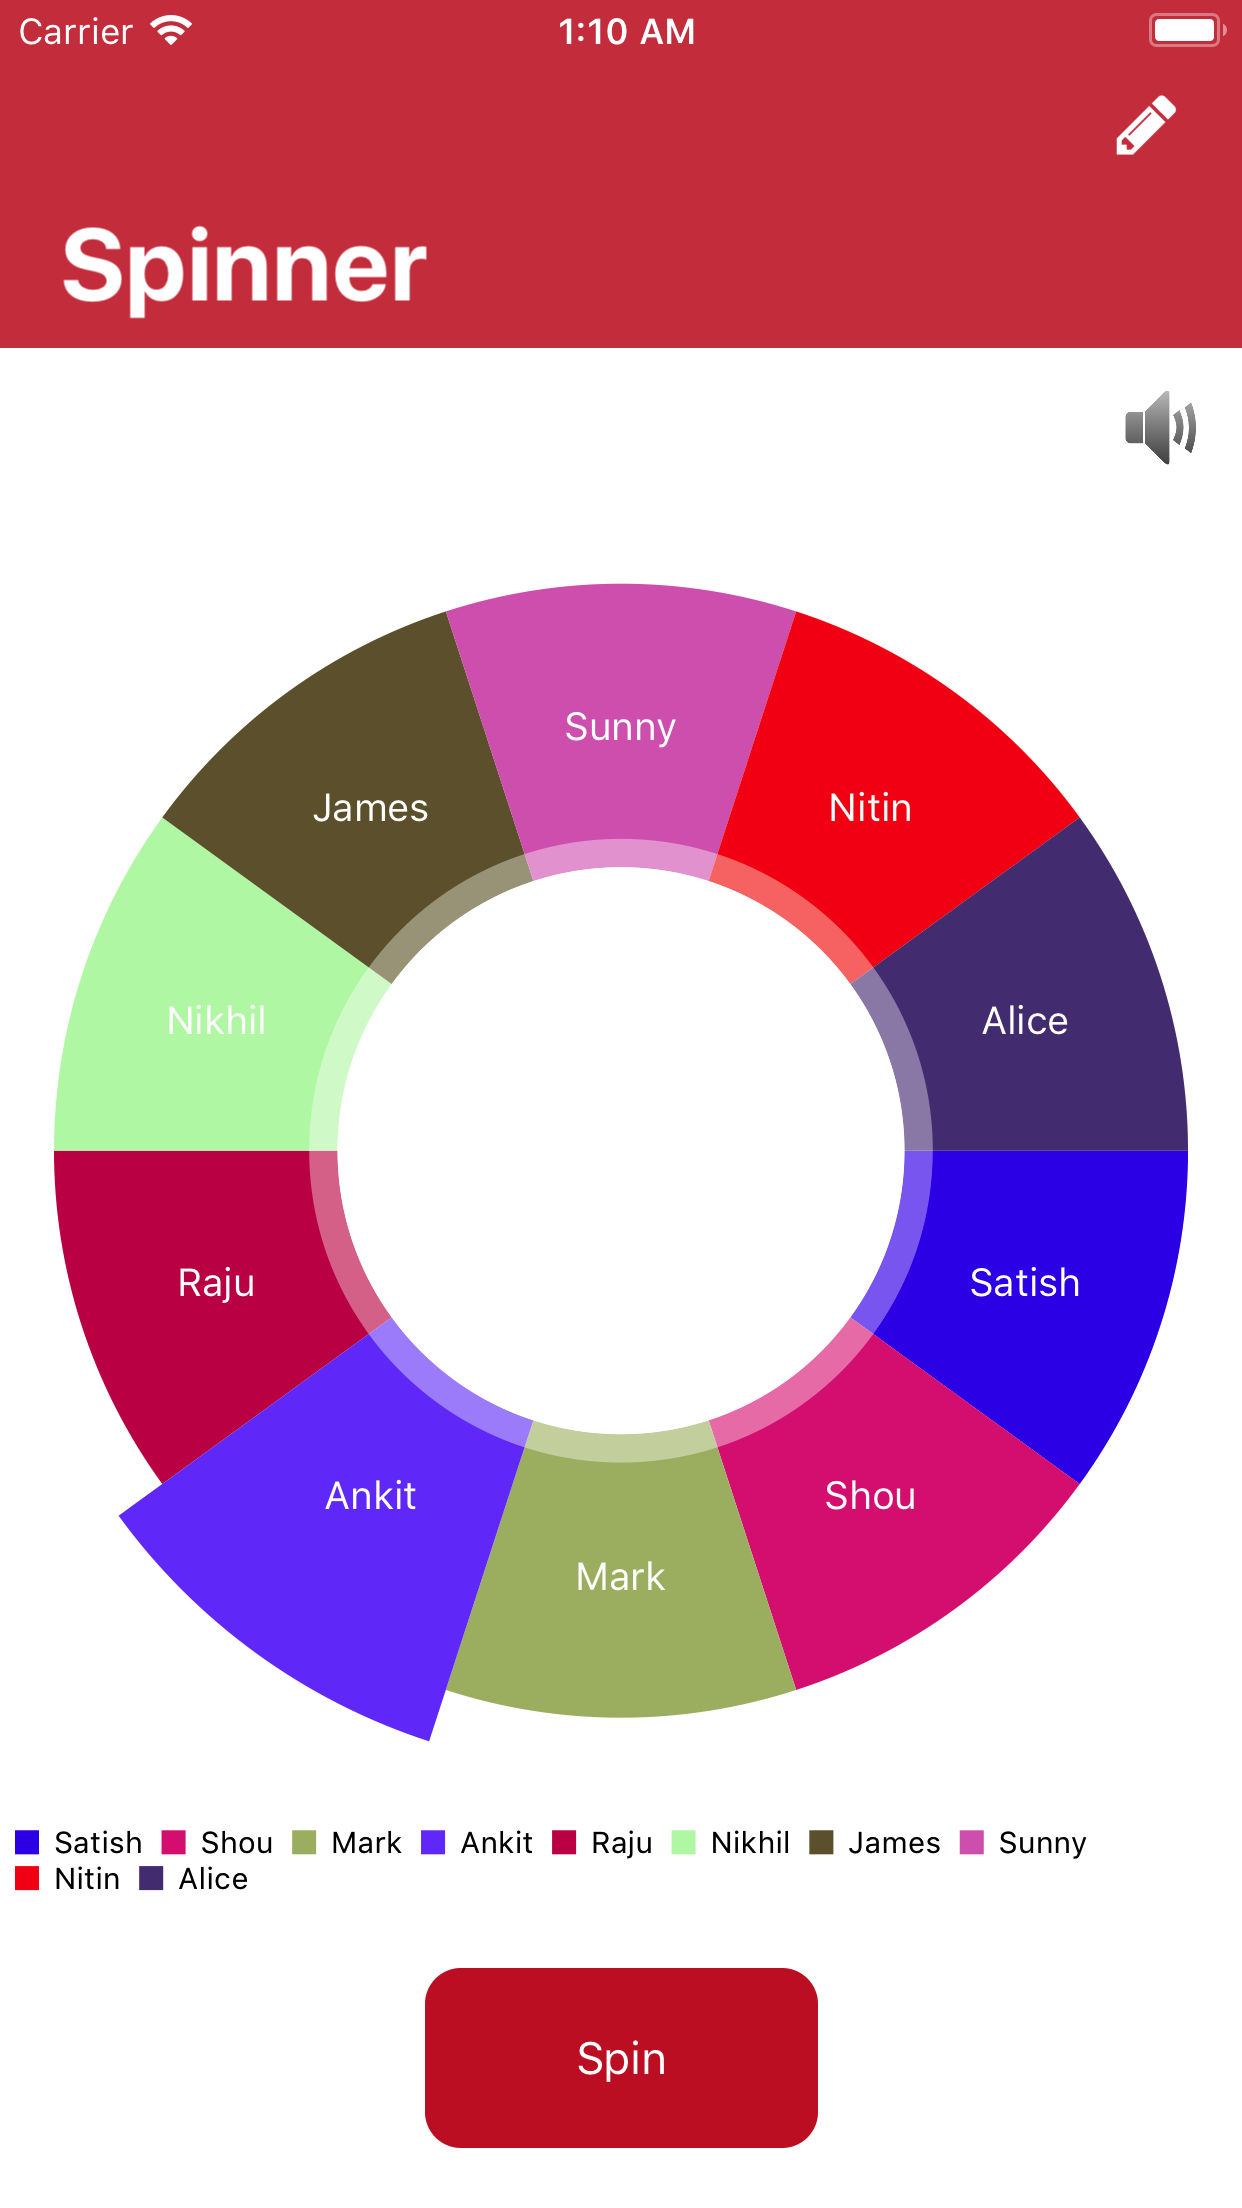 Carrier 1:10 AM
Spinner
Sunny
James
Nitin
Nikhil
Alice
Raju
Satish
Ankit
Shou
Mark
Satish Shou Mark Ankit Raju Nikhil James Sunny
Nitin Alice
Spin